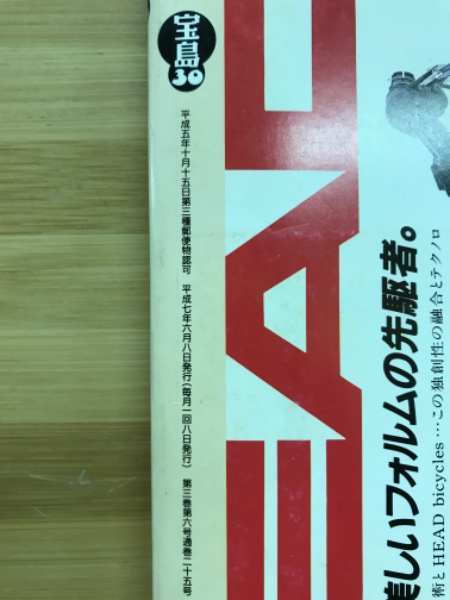 宝島
30
平成五年十月十五日第三種郵便物認可 平成七年六月八日発行(毎月一回八日発行) 第三巻第六号通巻二十五号
EAD
美しいフォルムの先駆者。
術とHEAD bicycles…この独創性の融合とテクノロ